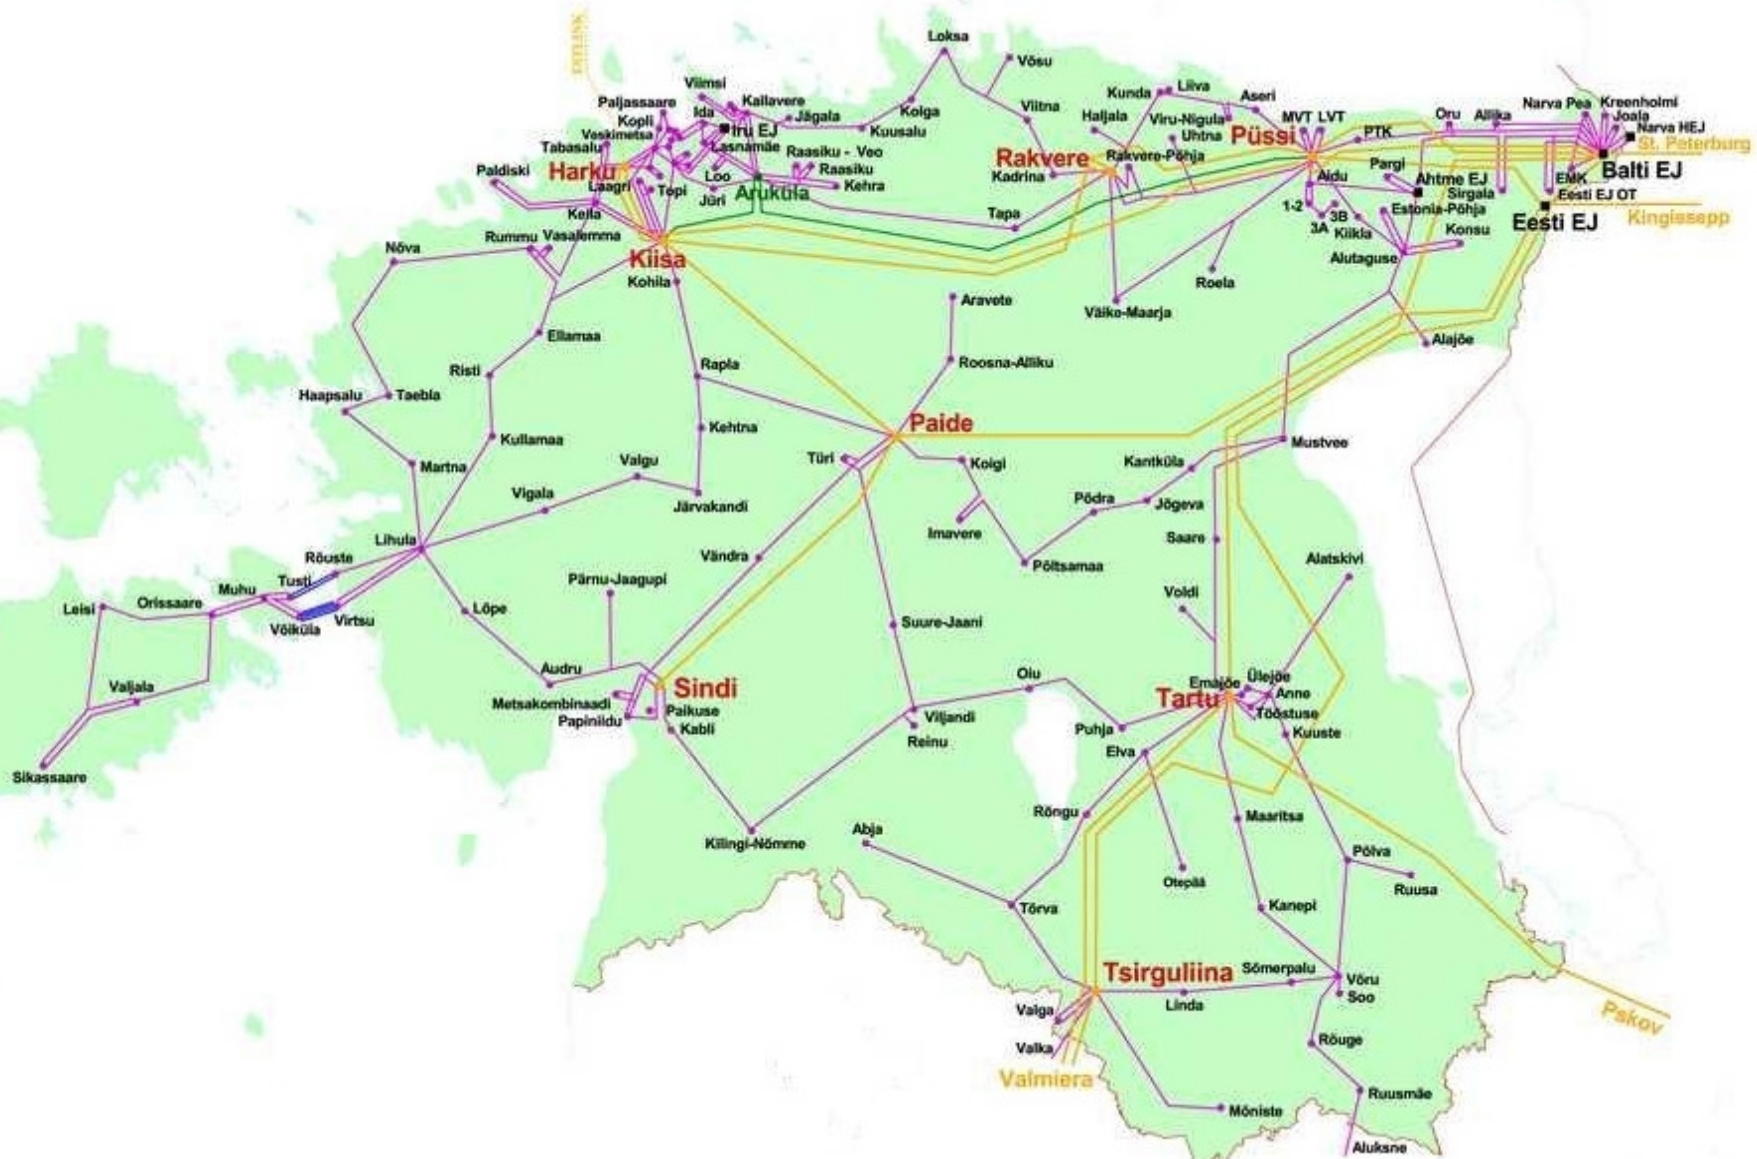 ESTLINK
Loksa
Võsu
Viimsi
Kallavere
Paljassaare
Ida
Kolga
Viitna
Kunda
Liiva
Aseri
Kopli
Iru EJ
Jägala
Kuusalu
Haljala
Viru-Nigula
MVT
LVT
Oru
Allika
Narva Pea
Kreenholmi
Joala
Veskimetsa
Lasnamäe
Uhtna
Püssi
PTK
Narva HEJ
St. Peterburg
Tabasalu
Raasiku - Veo
Rakvere
Rakvere-Põhja
Pargi
Balti EJ
Paldiski
Harku
Loo
Raasiku
Kadrina
Aidu
Ahtme EJ
EMK
Laagri
Topi
Jüri
Aruküla
Kehra
Sirgala
Eesti EJ OT
Keila
Tapa
1-2
3B
Estonia-Põhja
Eesti EJ
Kingissepp
3A
Kiikla
Konsu
Rummu
Vasalemma
Nõva
Kiisa
Alutaguse
Kohila
Roela
Aravete
Väike-Maarja
Ellamaa
Alajõe
Risti
Rapla
Roosna-Alliku
Haapsalu
Taebla
Paide
Kullamaa
Kehtna
Mustvee
Martna
Valgu
Türi
Koigi
Kantküla
Vigala
Järvakandi
Põdra
Jõgeva
Imavere
Lihula
Saare
Rõuste
Vändra
Põltsamaa
Alatskivi
Tusti
Pärnu-Jaagupi
Muhu
Voldi
Leisi
Orissaare
Lõpe
Võiküla
Virtsu
Suure-Jaani
Audru
Oiu
Ülejõe
Valjala
Sindi
Emajõe
Anne
Metsakombinaadi
Tartu
Paikuse
Tööstuse
Papiniidu
Kabli
Viljandi
Puhja
Kuuste
Reinu
Elva
Sikassaare
Rõngu
Maaritsa
Abja
Kilingi-Nõmme
Põlva
Otepää
Ruusa
Tõrva
Kanepi
Tsirguliina
Sõmerpalu
Võru
Soo
Linda
Valga
Pskov
Valka
Rõuge
Valmiera
Ruusmäe
Mõniste
Aluksne